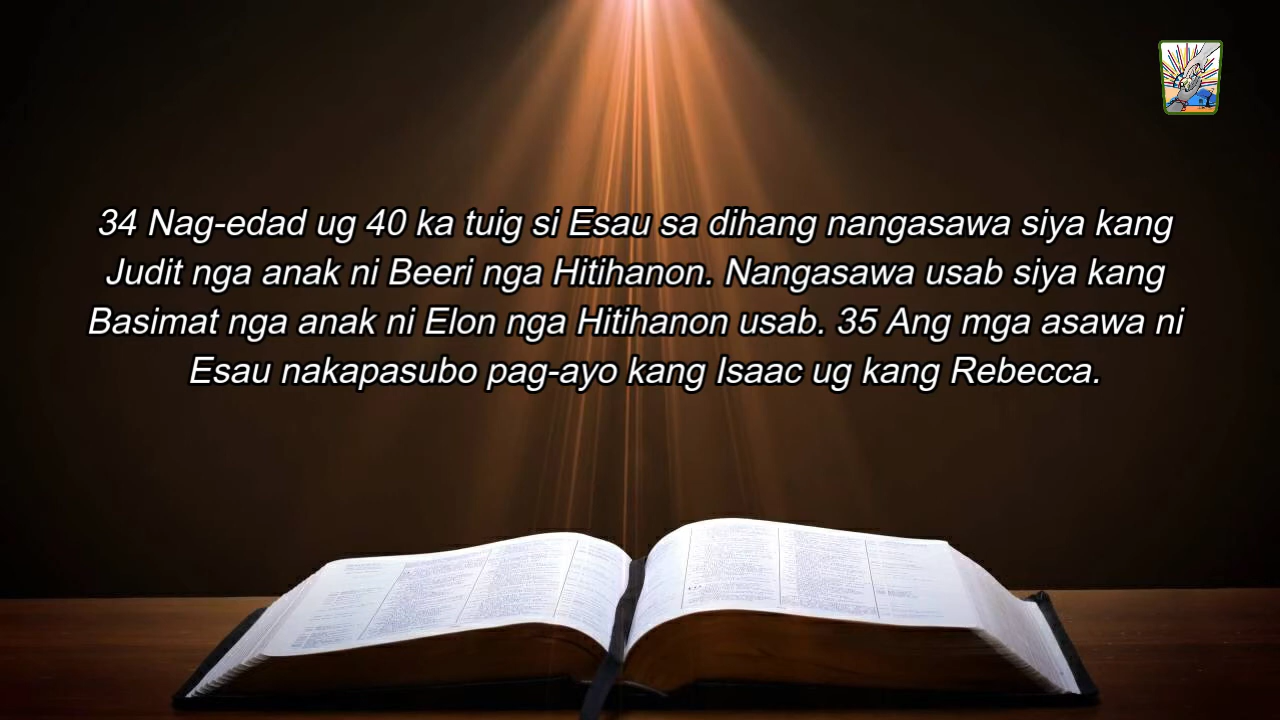 34 Nag-edad ug 40 ka tuig si Esau sa dihang nangasawa siya kang
Judit nga anak ni Beeri nga Hitihanon. Nangasawa usab siya kang
Basimat nga anak ni Elon nga Hitihanon usab. 35 Ang mga asawa ni
Esau nakapasubo pag-ayo kang Isaac ug kang Rebecca.